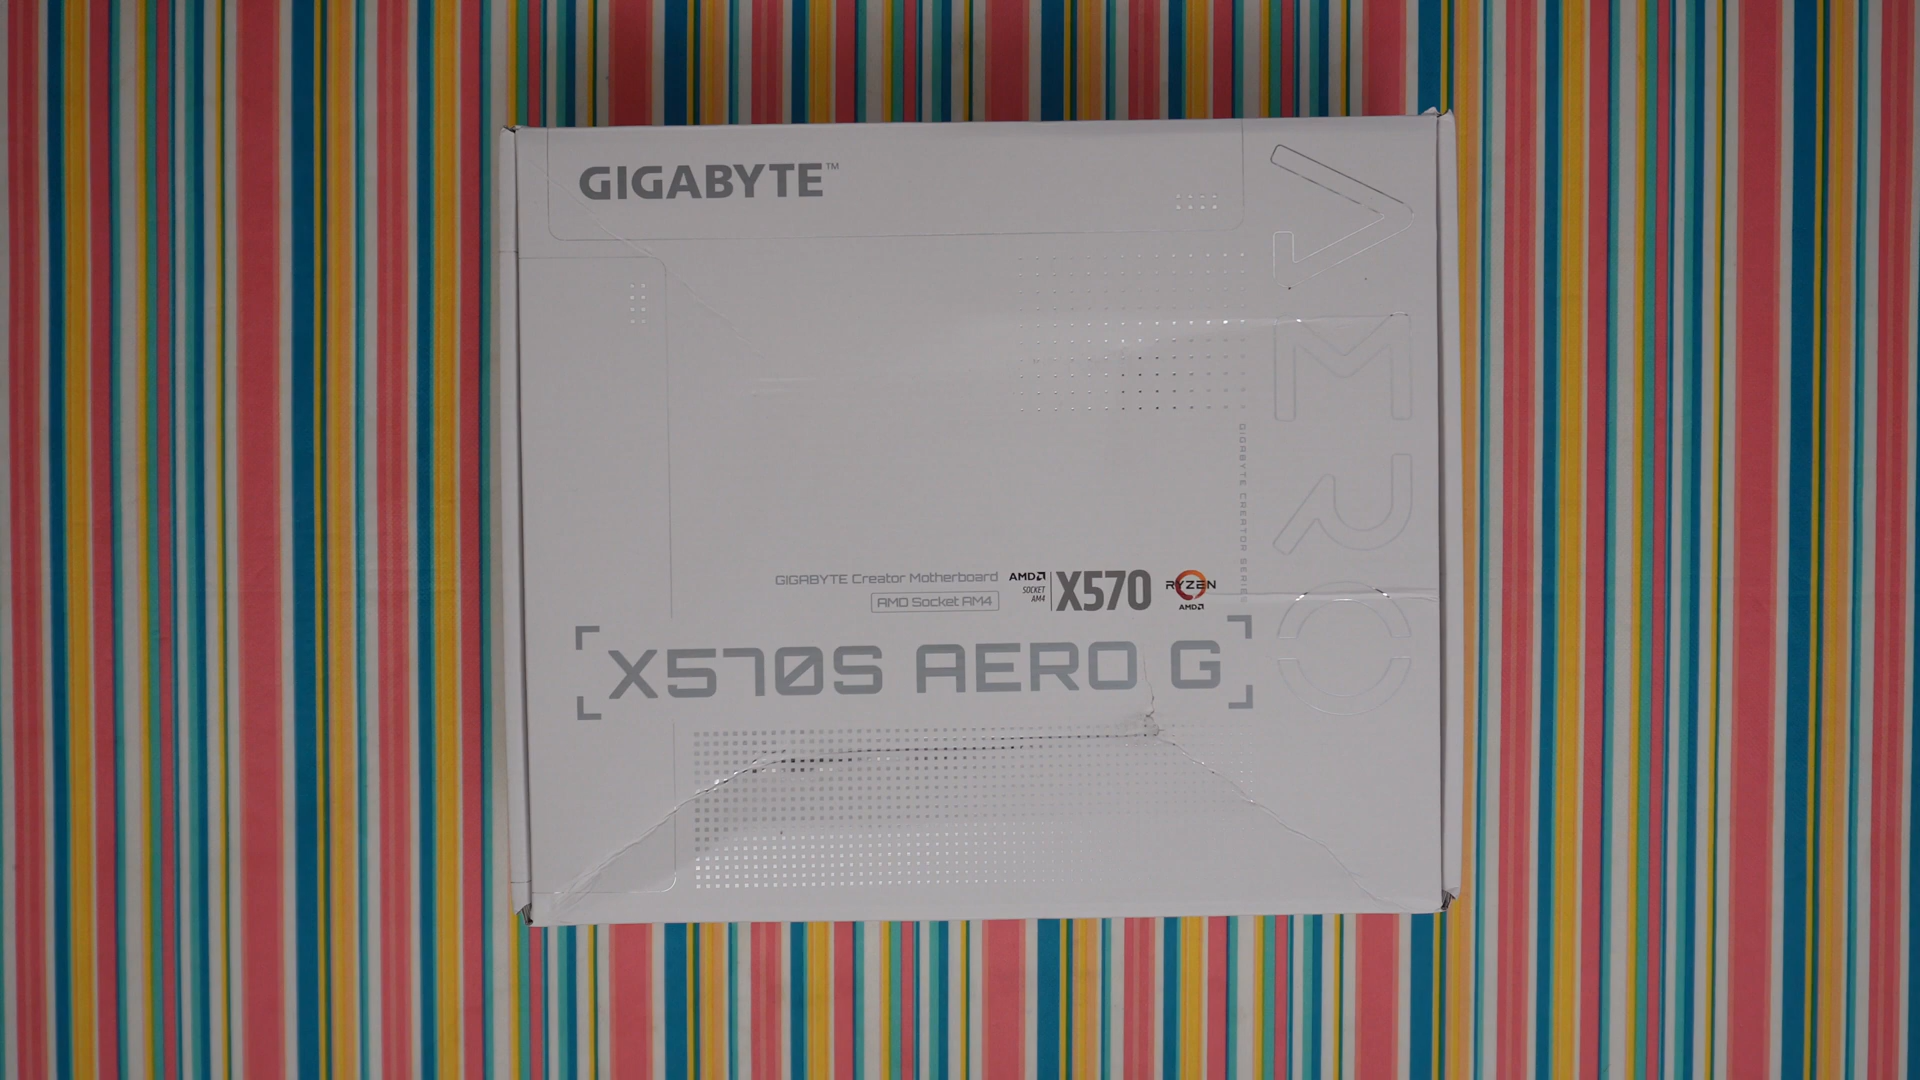 GIGABYTE™
AERO
GIGABYTE CREATOR SERIES
GIGABYTE Creator Motherboard
AMD Socket AM4
AMD
SOCKET
AM4
X570
RYZEN
AMD
X570S AERO G